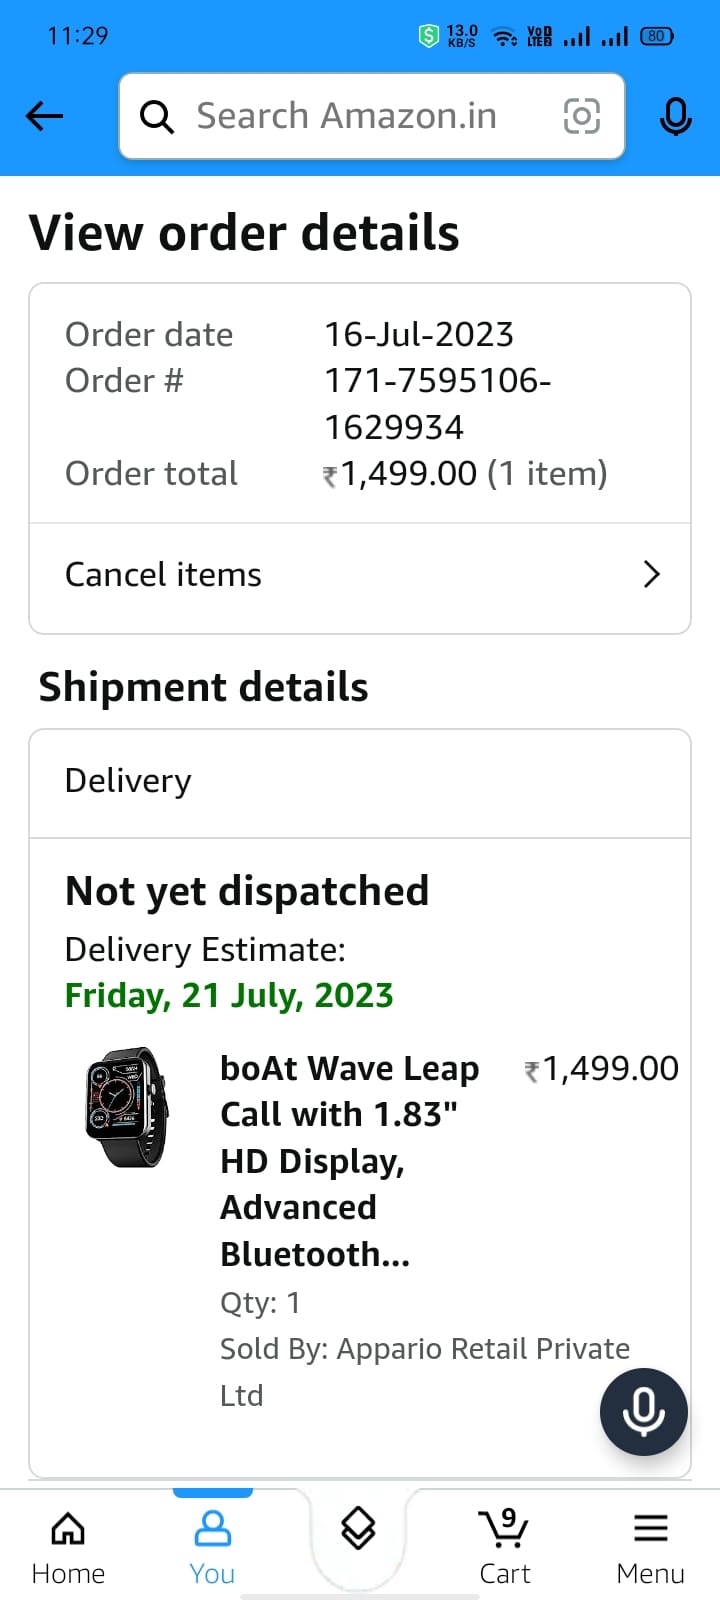 11:29
13.0 KB/S
Vo LTE 2
80
Search Amazon.in
View order details
Order date 16-Jul-2023
Order # 171-7595106-
1629934
Order total ₹1,499.00 (1 item)
Cancel items
Shipment details
Delivery
Not yet dispatched
Delivery Estimate:
Friday, 21 July, 2023
boAt Wave Leap ₹1,499.00
Call with 1.83"
HD Display,
Advanced
Bluetooth...
Qty: 1
Sold By: Appario Retail Private
Ltd
9
Home You Cart Menu